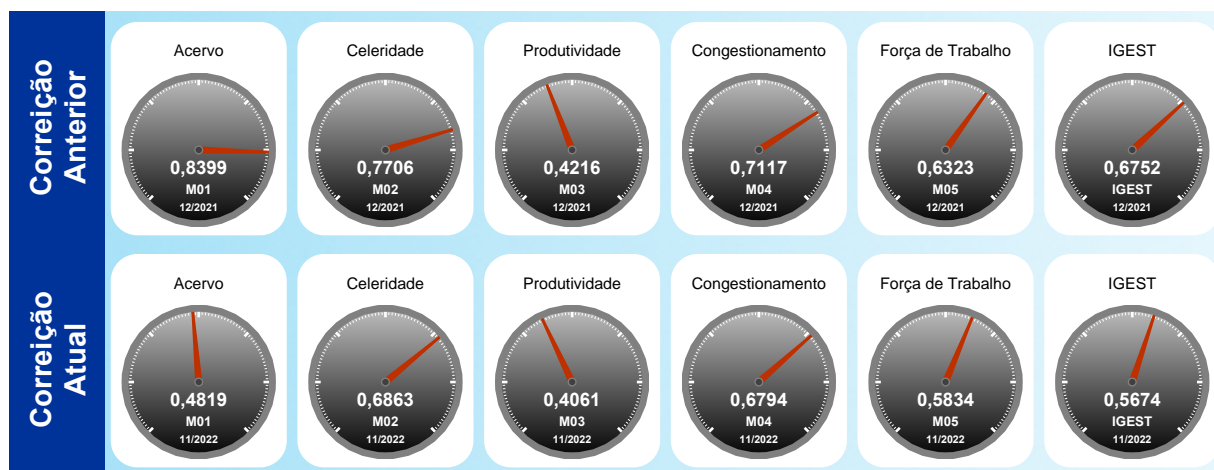 Correição
Anterior
Acervo
0,8399
M01
12/2021
Celeridade
0,7706
M02
12/2021
Produtividade
0,4216
M03
12/2021
Congestionamento
0,7117
M04
12/2021
Força de Trabalho
0,6323
M05
12/2021
IGEST
0,6752
IGEST
12/2021
Correição
Atual
Acervo
0,4819
M01
11/2022
Celeridade
0,6863
M02
11/2022
Produtividade
0,4061
M03
11/2022
Congestionamento
0,6794
M04
11/2022
Força de Trabalho
0,5834
M05
11/2022
IGEST
0,5674
IGEST
11/2022